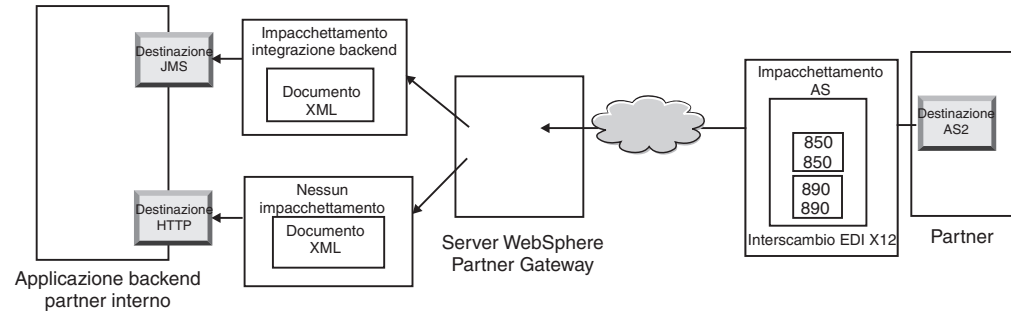 Destinazione
JMS
Impacchettamento
integrazione backend
Documento
XML
Destinazione
HTTP
Nessun
impacchettamento
Documento
XML
Applicazione backend
partner interno
Server WebSphere
Partner Gateway
Impacchettamento
AS
850
850
890
890
Interscambio EDI X12
Destinazione
AS2
Partner